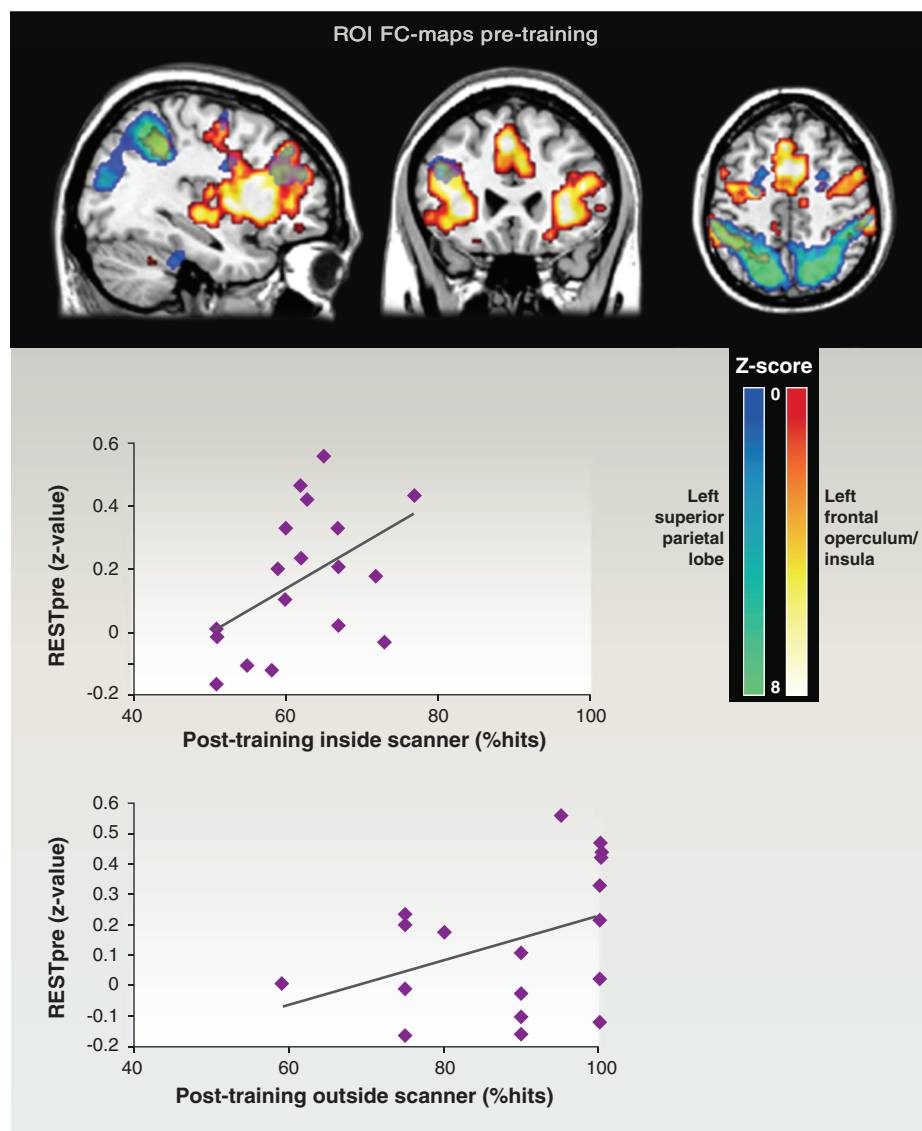 ROI FC-maps pre-training
Z-score
0
8
Left
superior
parietal
lobe
Left
frontal
operculum/
insula
RESTpre (z-value)
0.6
0.4
0.2
0
-0.2
40 60 80 100
Post-training inside scanner (%hits)
RESTpre (z-value)
0.6
0.5
0.4
0.3
0.2
0.1
0
-0.1
-0.2
40 60 80 100
Post-training outside scanner (%hits)